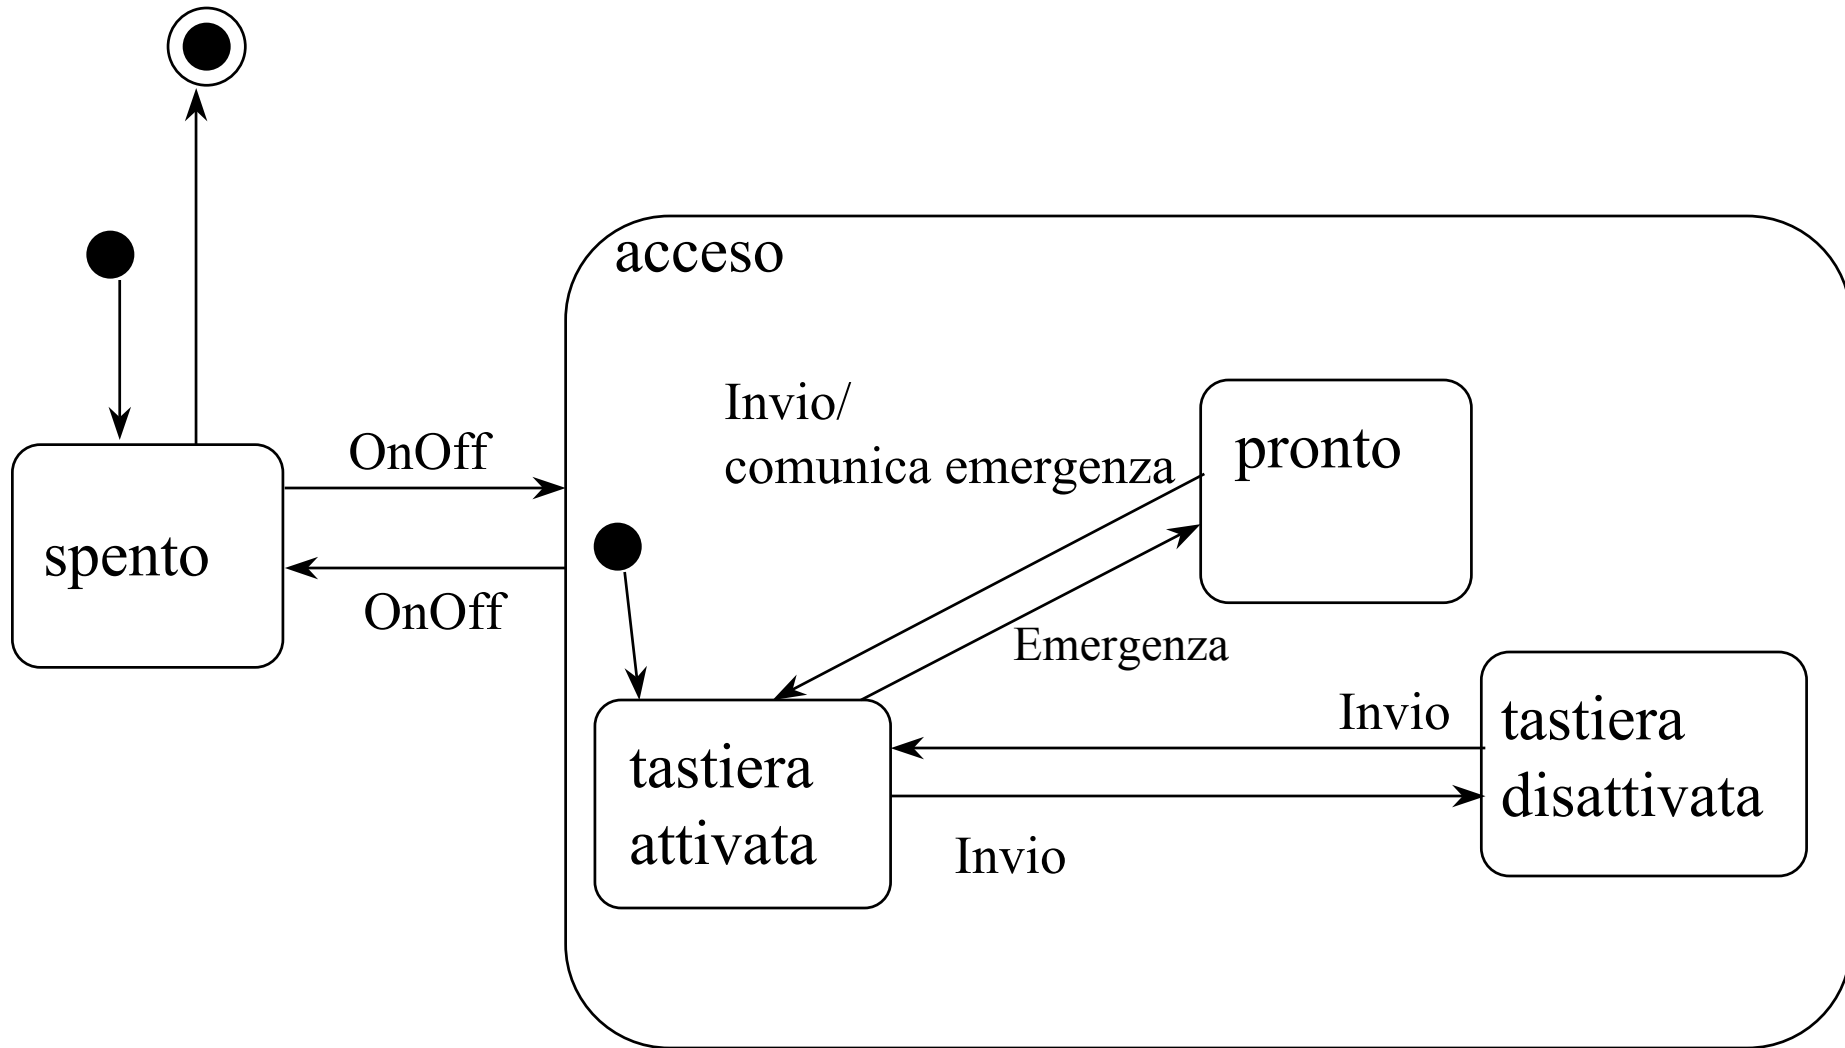 acceso
Invio/
comunica emergenza
pronto
OnOff
spento
OnOff
Emergenza
Invio
tastiera
disattivata
tastiera
attivata
Invio